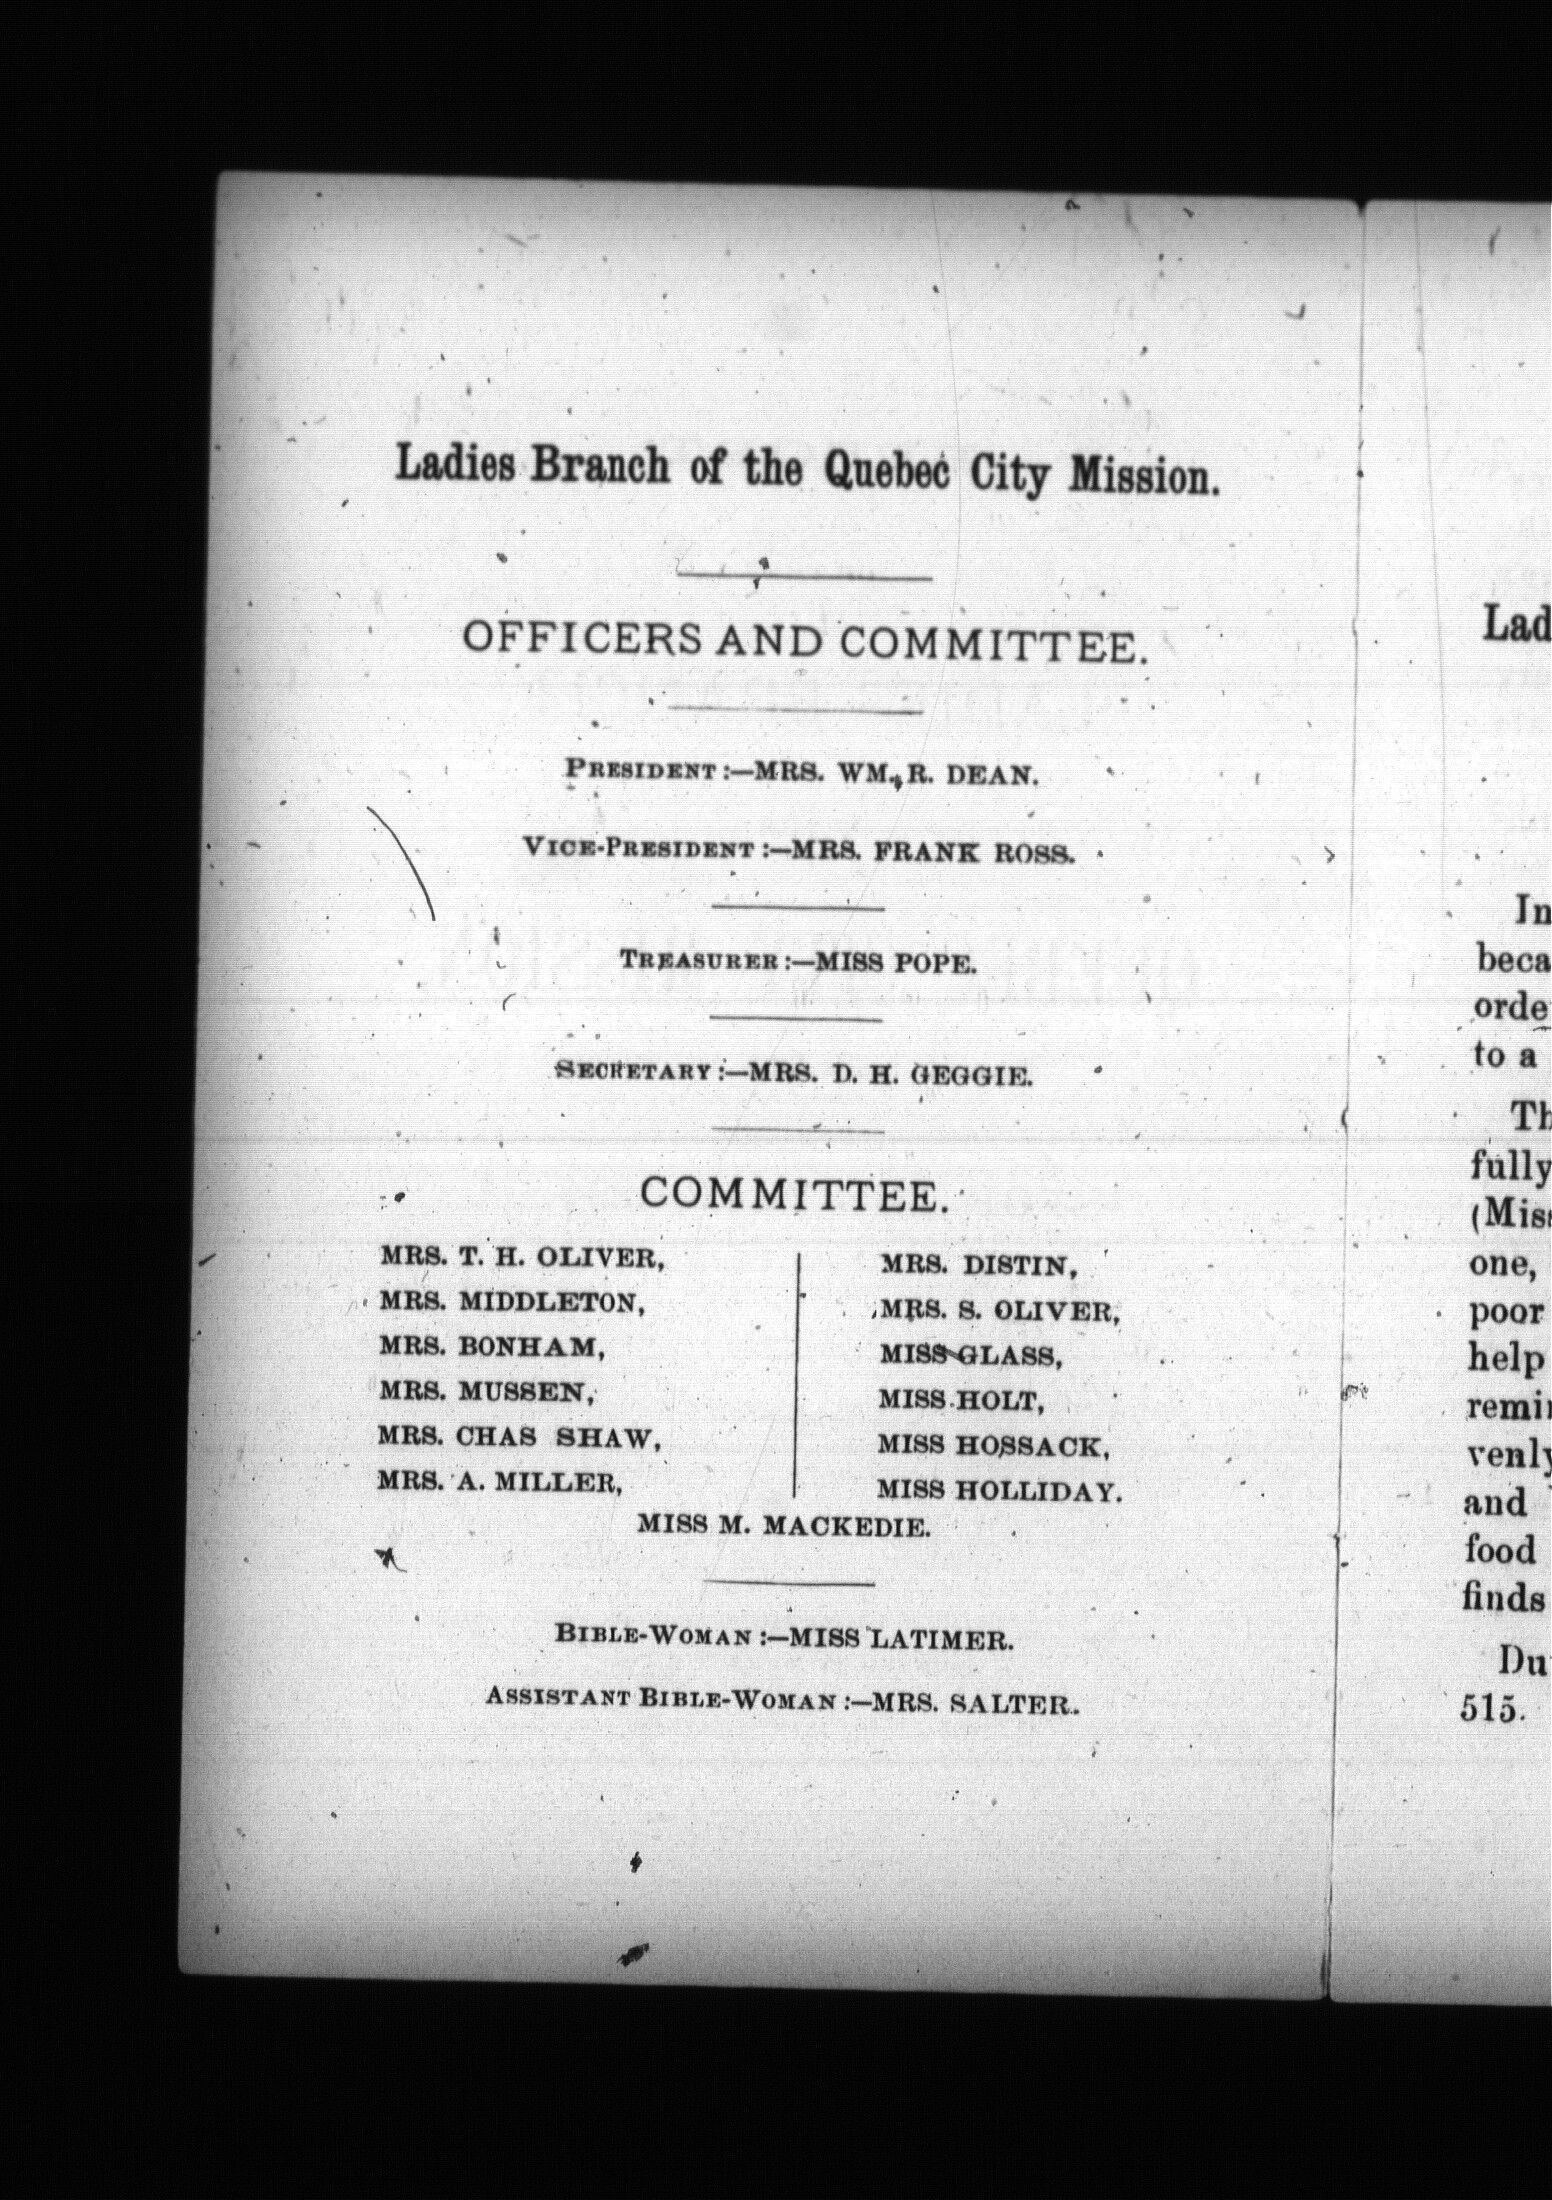 Ladies Branch of the Quebec City Mission.
OFFICERS AND COMMITTEE.
PRESIDENT:—MRS. WM. R. DEAN.
VICE-PRESIDENT:—MRS. FRANK ROSS.
TREASURER:—MISS POPE.
SECRETARY:—MRS. D. H. GEGGIE.
COMMITTEE.
MRS. T. H. OLIVER,
MRS. MIDDLETON,
MRS. BONHAM,
MRS. MUSSEN,
MRS. CHAS SHAW,
MRS. A. MILLER,
MRS. DISTIN,
MRS. S. OLIVER,
MISS GLASS,
MISS HOLT,
MISS HOSSACK,
MISS HOLLIDAY.
MISS M. MACKEDIE.
BIBLE-WOMAN:—MISS LATIMER.
ASSISTANT BIBLE-WOMAN:—MRS. SALTER.
Lad
In
beca
orde
to a
Th
fully
(Miss
one,
poor
help
remin
venly
and
food
finds
Du
515.